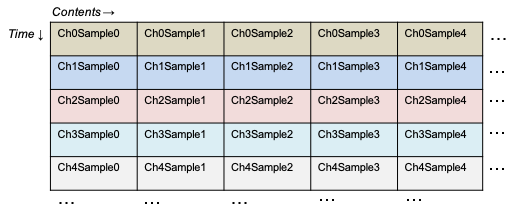 Contents →
Time ↓
Ch0Sample0 Ch0Sample1 Ch0Sample2 Ch0Sample3 Ch0Sample4 ...
Ch1Sample0 Ch1Sample1 Ch1Sample2 Ch1Sample3 Ch1Sample4 ...
Ch2Sample0 Ch2Sample1 Ch2Sample2 Ch2Sample3 Ch2Sample4 ...
Ch3Sample0 Ch3Sample1 Ch3Sample2 Ch3Sample3 Ch3Sample4 ...
Ch4Sample0 Ch4Sample1 Ch4Sample2 Ch4Sample3 Ch4Sample4 ...
... ... ... ... ...